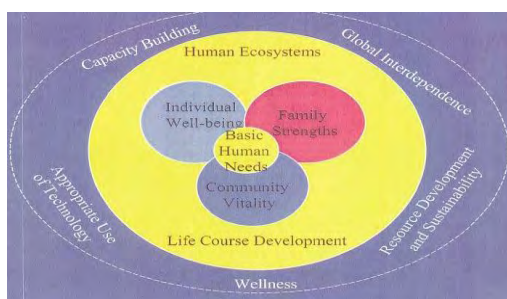 Capacity Building
Global Interdependence
Human Ecosystems
Individual
Well-being
Family
Strengths
Basic
Human
Needs
Community
Vitality
Life Course Development
Appropriate Use
of Technology
Resource Development
and Sustainability
Wellness